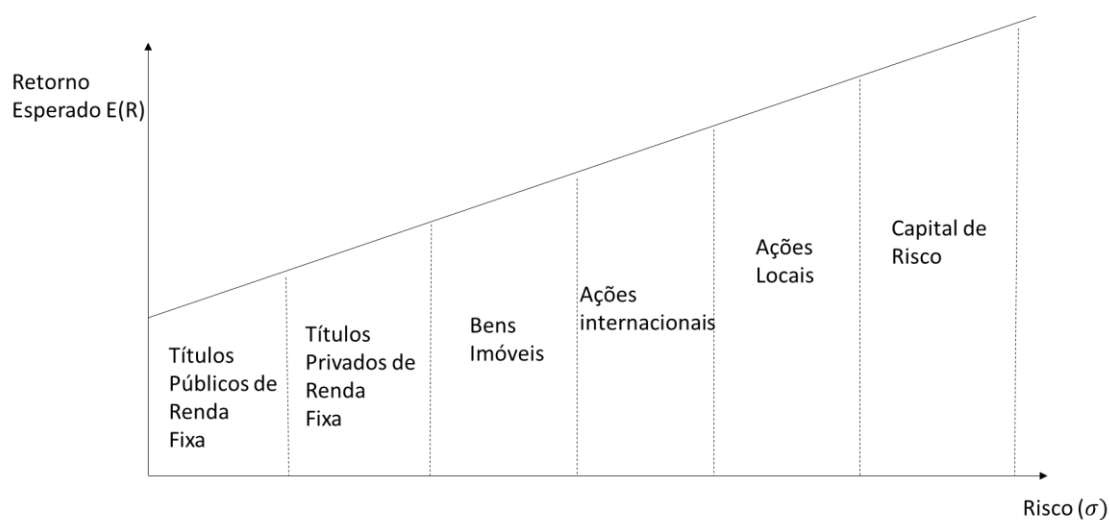 Retorno
Esperado E(R)
Títulos
Públicos de
Renda
Fixa
Títulos
Privados de
Renda
Fixa
Bens
Imóveis
Ações
internacionais
Ações
Locais
Capital de
Risco
Risco (σ)